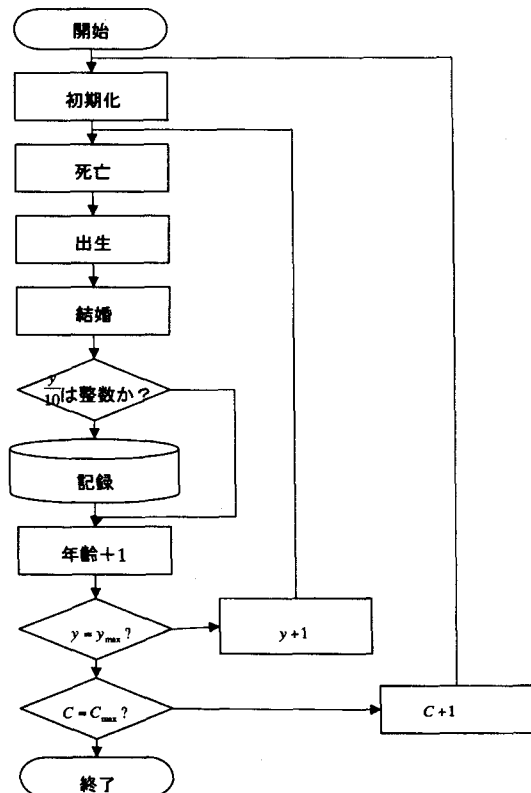 開始
初期化
死亡
出生
結婚
y/10は整数か？
記録
年齢＋1
y = y_max ?
y+1
C = C_max ?
C+1
終了